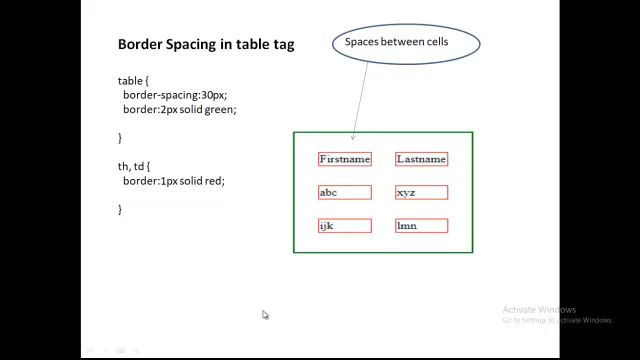 Border Spacing in table tag
Spaces between cells
table {
border-spacing:30px;
border:2px solid green;
}
th, td {
border:1px solid red;
}
Firstname Lastname
abc xyz
ijk lmn
Activate Windows
Go to Settings to activate Windows.